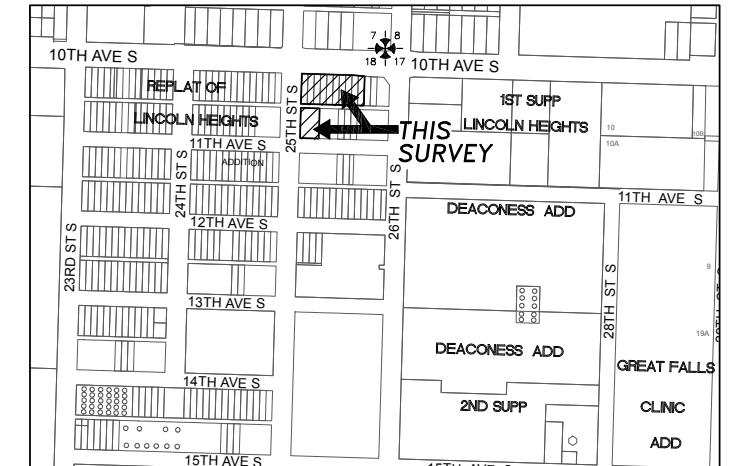 7 8
18 17
10TH AVE S
10TH AVE S
REPLAT OF
LINCOLN HEIGHTS
ADDITION
25TH ST S
1ST SUPP
LINCOLN HEIGHTS
10
10A
10B
THIS
SURVEY
11TH AVE S
24TH ST S
26TH ST S
11TH AVE S
DEACONESS ADD
12TH AVE S
23RD ST S
9
28TH ST S
13TH AVE S
19A
DEACONESS ADD
GREAT FALLS
CLINIC
ADD
14TH AVE S
2ND SUPP
15TH AVE S